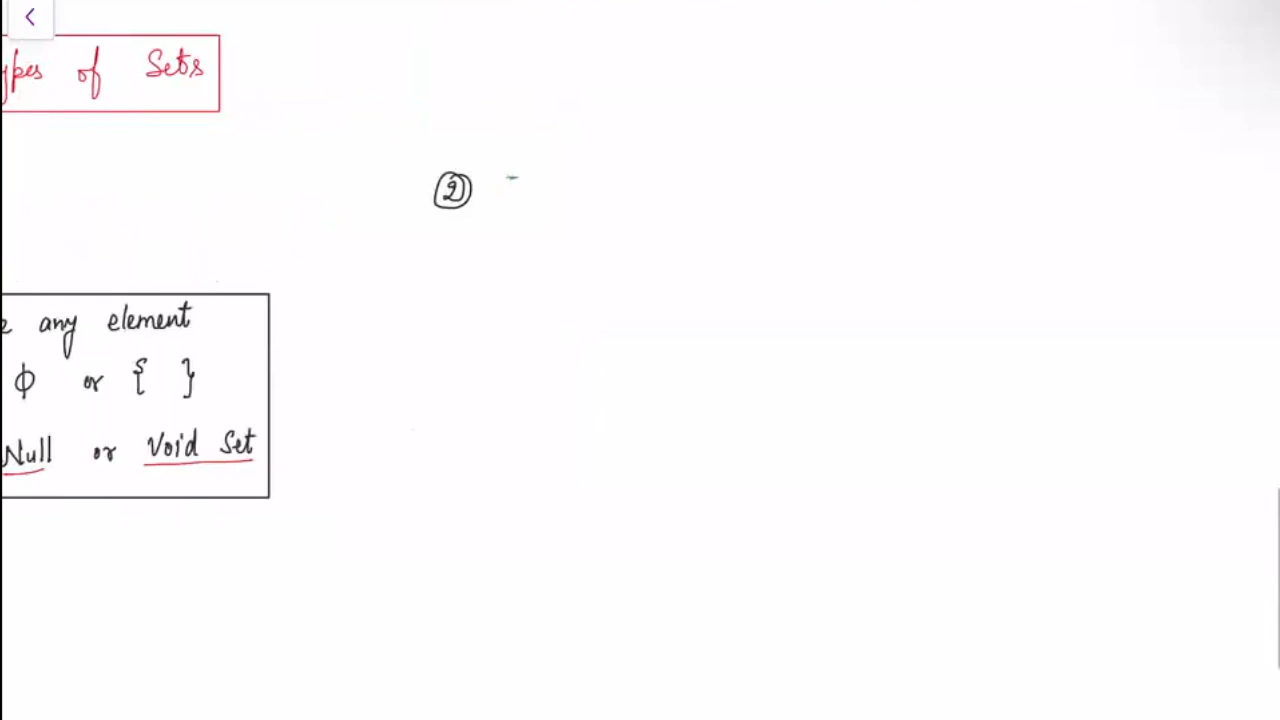 ypes of Sets
②
e any element
ϕ or { }
Null or Void Set